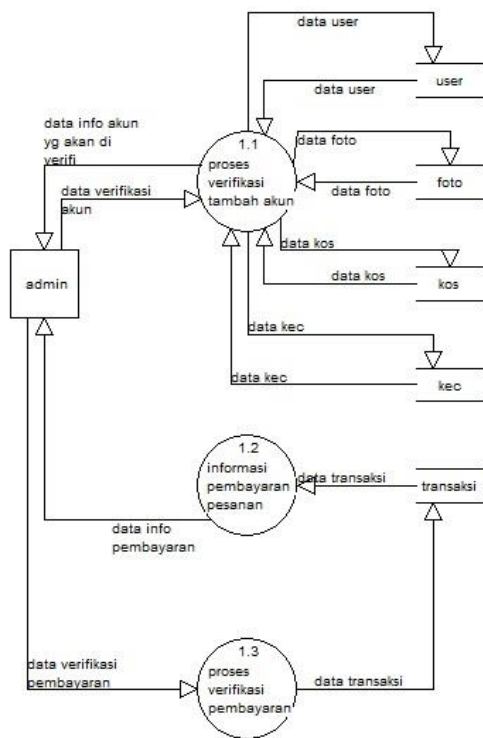 data user
user
data user
data info akun
yg akan di
verifi
1.1
proses
verifikasi
tambah akun
data foto
foto
data foto
data verifikasi
akun
data kos
kos
data kos
admin
data kec
kec
data kec
1.2
informasi
pembayaran
pesanan
data transaksi
transaksi
data info
pembayaran
1.3
proses
verifikasi
pembayaran
data verifikasi
pembayaran
data transaksi